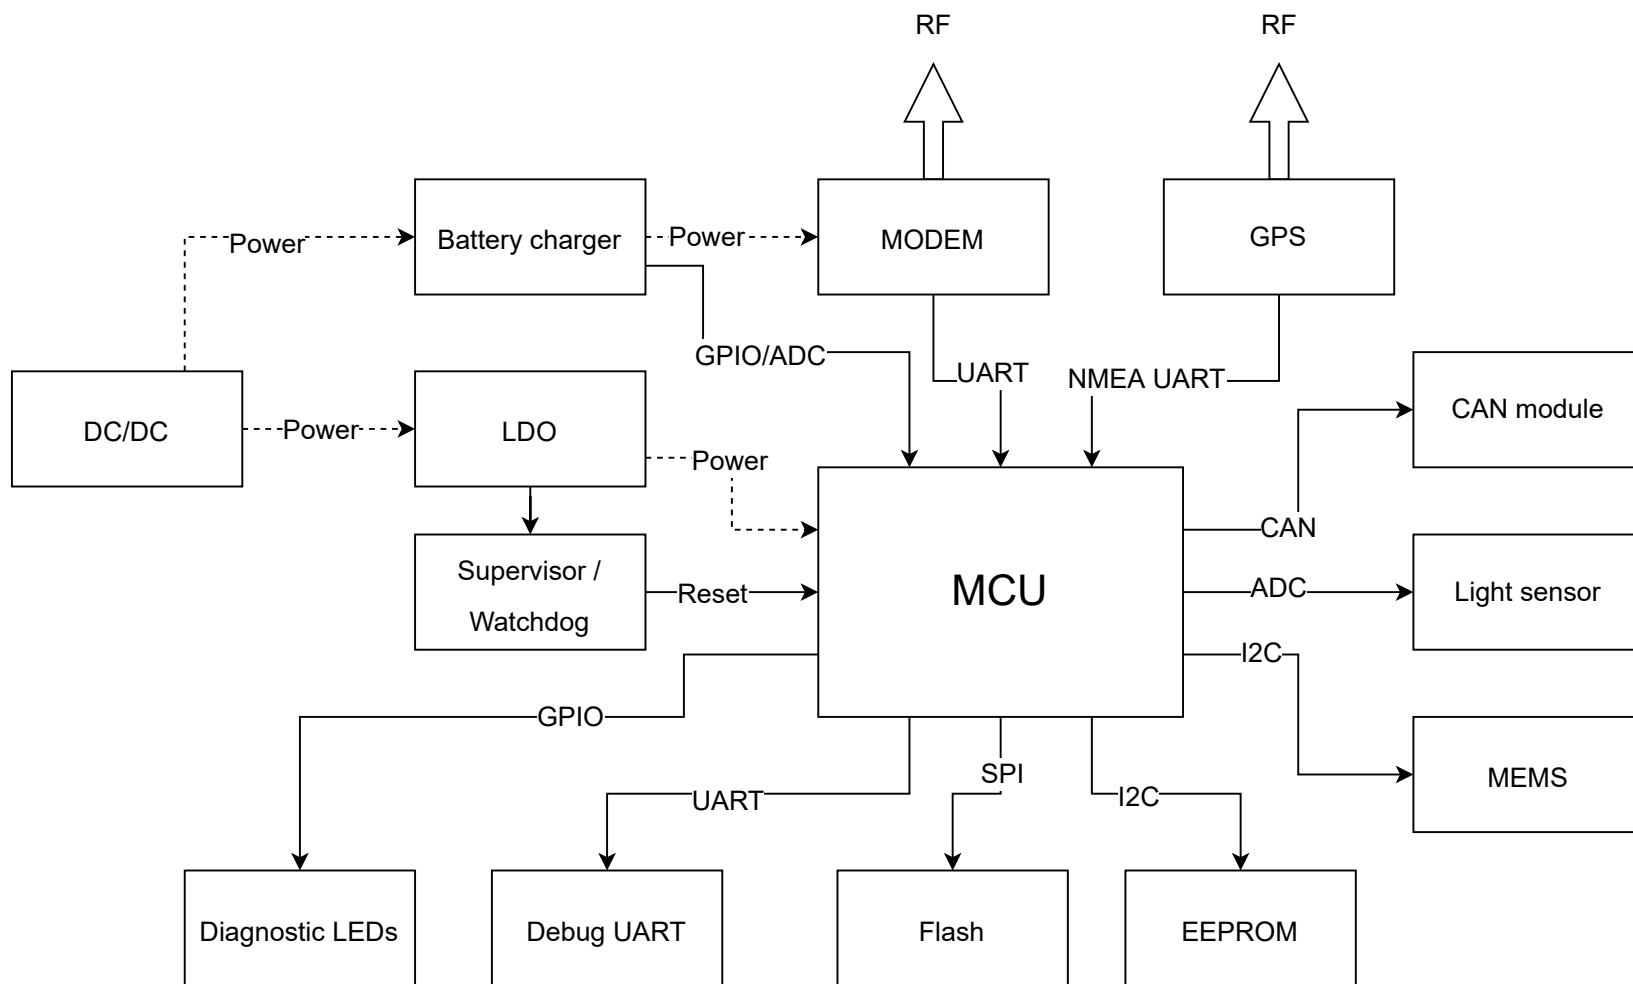 RF
RF
Battery charger
Power
MODEM
GPS
Power
GPIO/ADC
UART
NMEA UART
CAN module
DC/DC
Power
LDO
Power
CAN
Supervisor /
Watchdog
Reset
MCU
ADC
Light sensor
I2C
GPIO
SPI
MEMS
UART
I2C
Diagnostic LEDs
Debug UART
Flash
EEPROM